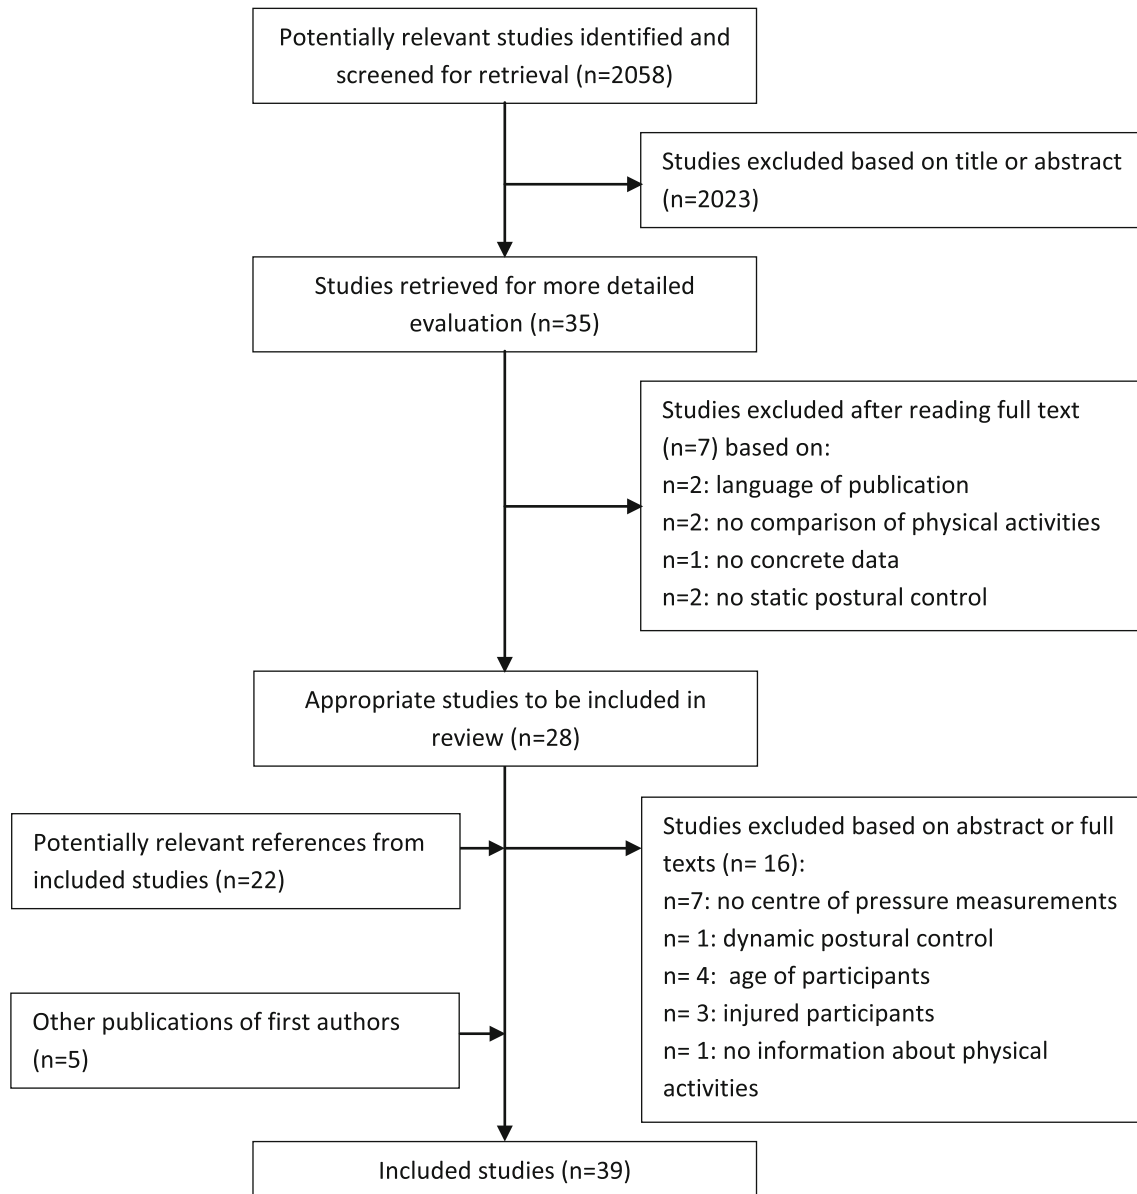 Potentially relevant studies identified and
screened for retrieval (n=2058)
Studies excluded based on title or abstract
(n=2023)
Studies retrieved for more detailed
evaluation (n=35)
Studies excluded after reading full text
(n=7) based on:
n=2: language of publication
n=2: no comparison of physical activities
n=1: no concrete data
n=2: no static postural control
Appropriate studies to be included in
review (n=28)
Potentially relevant references from
included studies (n=22)
Studies excluded based on abstract or full
texts (n= 16):
n=7: no centre of pressure measurements
n= 1: dynamic postural control
n= 4:  age of participants
n= 3: injured participants
n= 1: no information about physical
activities
Other publications of first authors
(n=5)
Included studies (n=39)